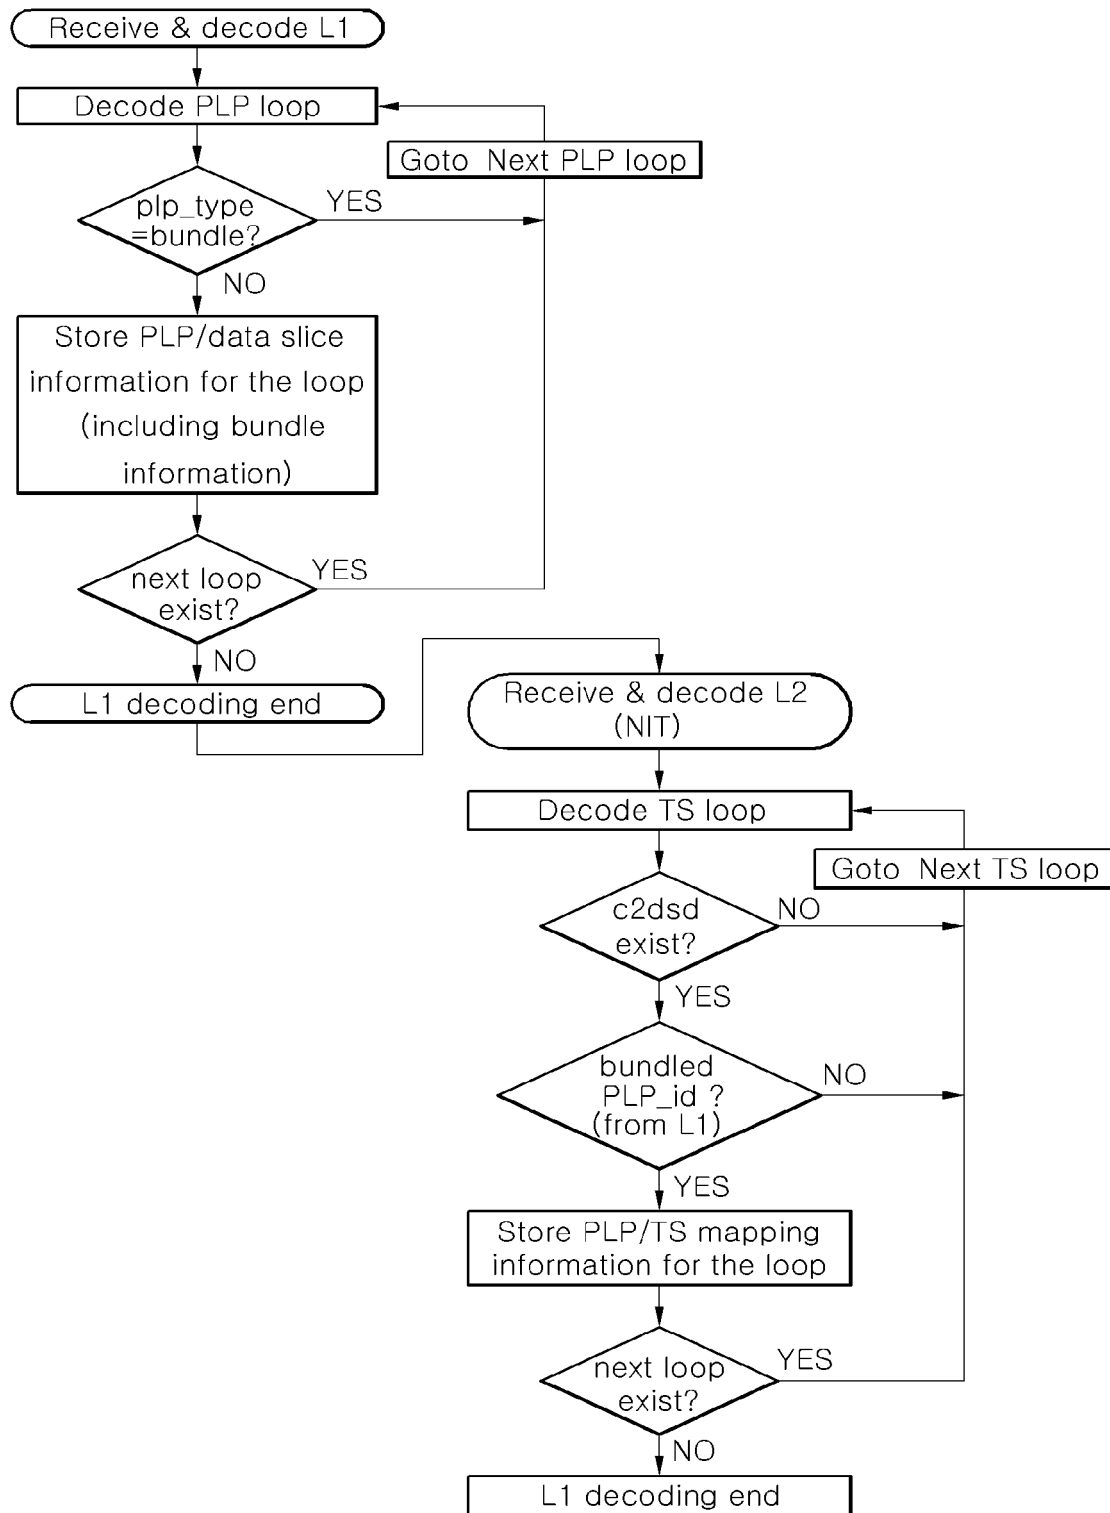 Receive & decode L1
Decode PLP loop
Goto Next PLP loop
plp_type
=bundle?
YES
NO
Store PLP/data slice
information for the loop
(including bundle
information)
next loop
exist?
YES
NO
L1 decoding end
Receive & decode L2
(NIT)
Decode TS loop
Goto Next TS loop
c2dsd
exist?
NO
YES
bundled
PLP_id ?
(from L1)
NO
YES
Store PLP/TS mapping
information for the loop
next loop
exist?
YES
NO
L1 decoding end